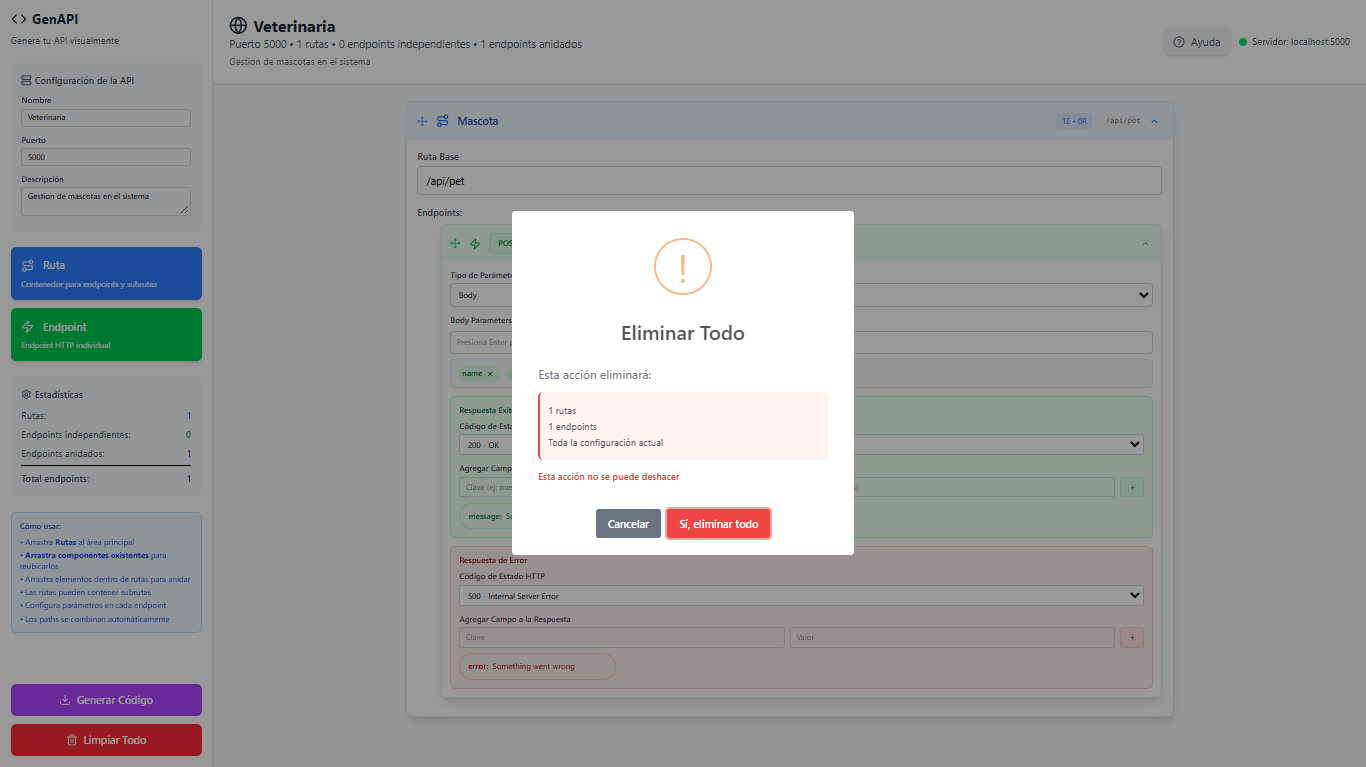 GenAPI
Genera tu API visualmente
Configuración de la API
Nombre
Veterinaria
Puerto
5000
Descripción
Gestion de mascotas en el sistema
Ruta
Contenedor para endpoints y subrutas
Endpoint
Endpoint HTTP individual
Estadísticas
Rutas: 1
Endpoints independientes: 0
Endpoints anidados: 1
Total endpoints: 1
Cómo usar:
• Arrastra Rutas al área principal
• Arrastra componentes existentes para
reubicarlos
• Arrastra elementos dentro de rutas para anidar
• Las rutas pueden contener subrutas
• Configura parámetros en cada endpoint
• Los paths se combinan automáticamente
Generar Código
Limpiar Todo
Veterinaria
Puerto 5000 • 1 rutas • 0 endpoints independientes • 1 endpoints anidados
Gestion de mascotas en el sistema
Ayuda
Servidor: localhost:5000
Mascota
1E • 0R
/api/pet
Ruta Base
/api/pet
Endpoints:
Body
Body Parameters
Presiona Enter
name ×
200 - OK
Agregar Campo
+
message:
Respuesta de Error
Código de Estado HTTP
500 - Internal Server Error
Agregar Campo a la Respuesta
Clave
Valor
+
error: Something went wrong
!
Eliminar Todo
Esta acción eliminará:
1 rutas
1 endpoints
Toda la configuración actual
Esta acción no se puede deshacer
Cancelar
Sí, eliminar todo